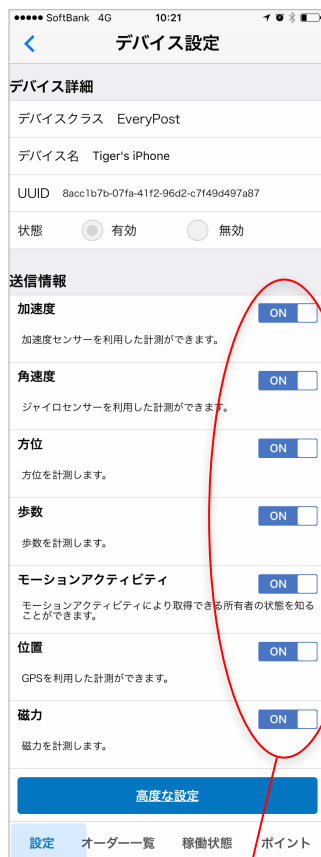 SoftBank 4G 10:21
デバイス設定
デバイス詳細
デバイスクラス EveryPost
デバイス名 Tiger's iPhone
UUID 8acc1b7b-07fa-41f2-96d2-c7f49d497a87
状態 有効 無効
送信情報
加速度 ON
加速度センサーを利用した計測ができます。
角速度 ON
ジャイロセンサーを利用した計測ができます。
方位 ON
方位を計測します。
歩数 ON
歩数を計測します。
モーションアクティビティ ON
モーションアクティビティにより取得できる所有者の状態を知る
ことができます。
位置 ON
GPSを利用した計測ができます。
磁力 ON
磁力を計測します。
高度な設定
設定 オーダー一覧 稼働状態 ポイント